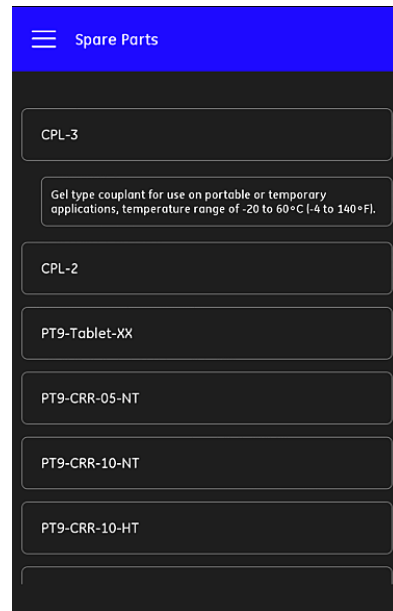 Spare Parts
CPL-3
Gel type couplant for use on portable or temporary
applications, temperature range of -20 to 60°C (-4 to 140°F).
CPL-2
PT9-Tablet-XX
PT9-CRR-05-NT
PT9-CRR-10-NT
PT9-CRR-10-HT